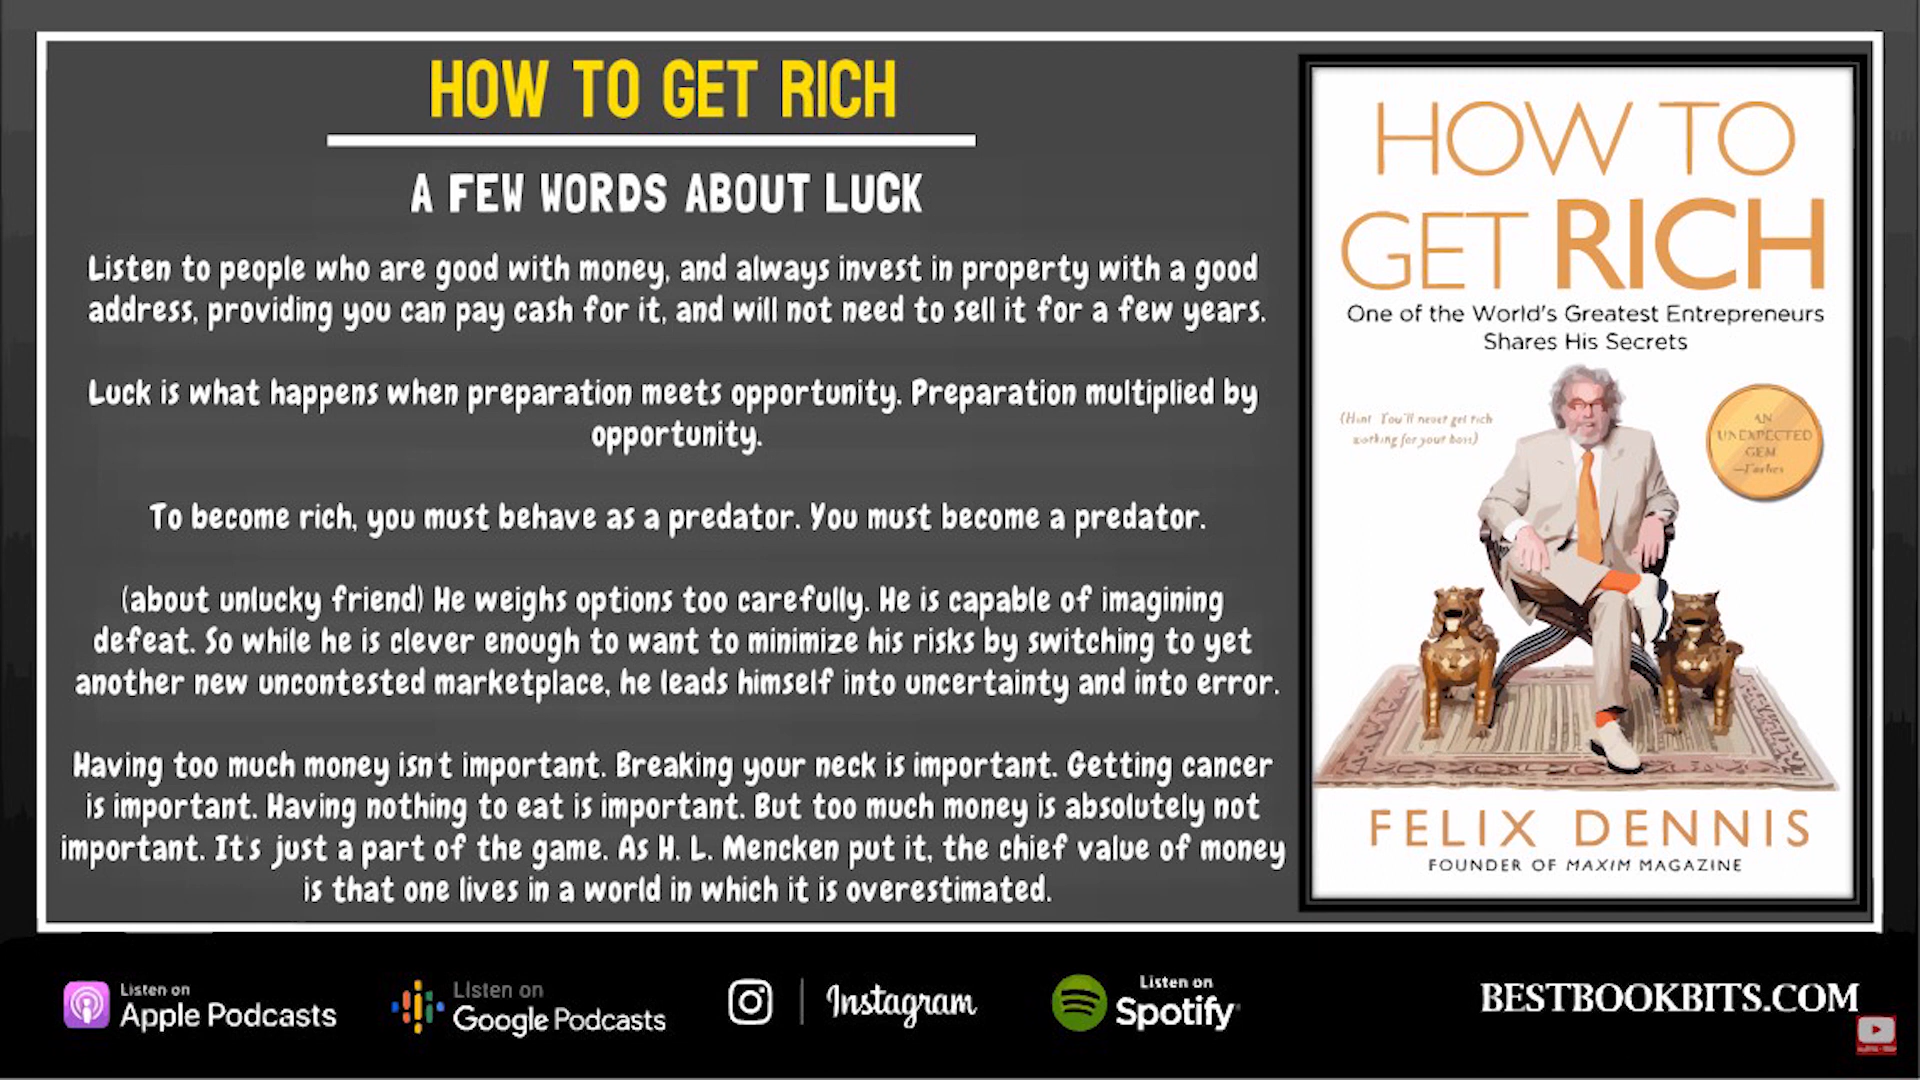 HOW TO GET RICH
A FEW WORDS ABOUT LUCK
Listen to people who are good with money, and always invest in property with a good
address, providing you can pay cash for it, and will not need to sell it for a few years.
Luck is what happens when preparation meets opportunity. Preparation multiplied by
opportunity.
To become rich, you must behave as a predator. You must become a predator.
(about unlucky friend) He weighs options too carefully. He is capable of imagining
defeat. So while he is clever enough to want to minimize his risks by switching to yet
another new uncontested marketplace, he leads himself into uncertainty and into error.
Having too much money isn't important. Breaking your neck is important. Getting cancer
is important. Having nothing to eat is important. But too much money is absolutely not
important. It's just a part of the game. As H. L. Mencken put it, the chief value of money
is that one lives in a world in which it is overestimated.
HOW TO
GET RICH
One of the World's Greatest Entrepreneurs
Shares His Secrets
(Hint You'll never get rich
working for your boss)
AN
UNEXPECTED
GEM
—Forbes
FELIX DENNIS
FOUNDER OF MAXIM MAGAZINE
Listen on
Apple Podcasts
Listen on
Google Podcasts
Instagram
Listen on
Spotify
BESTBOOKBITS.COM